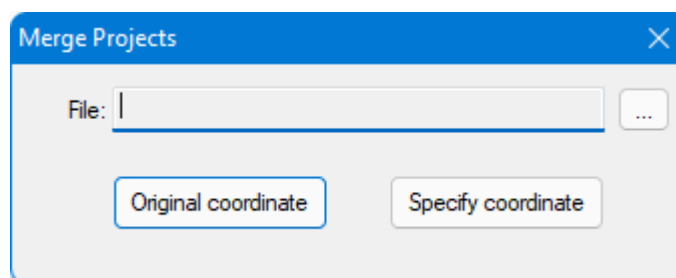 Merge Projects
File:
...
Original coordinate
Specify coordinate